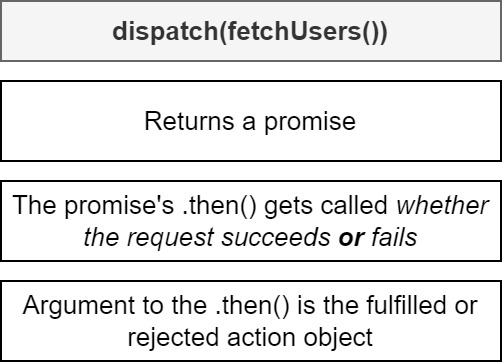 dispatch(fetchUsers())
Returns a promise
The promise's .then() gets called whether
the request succeeds or fails
Argument to the .then() is the fulfilled or
rejected action object